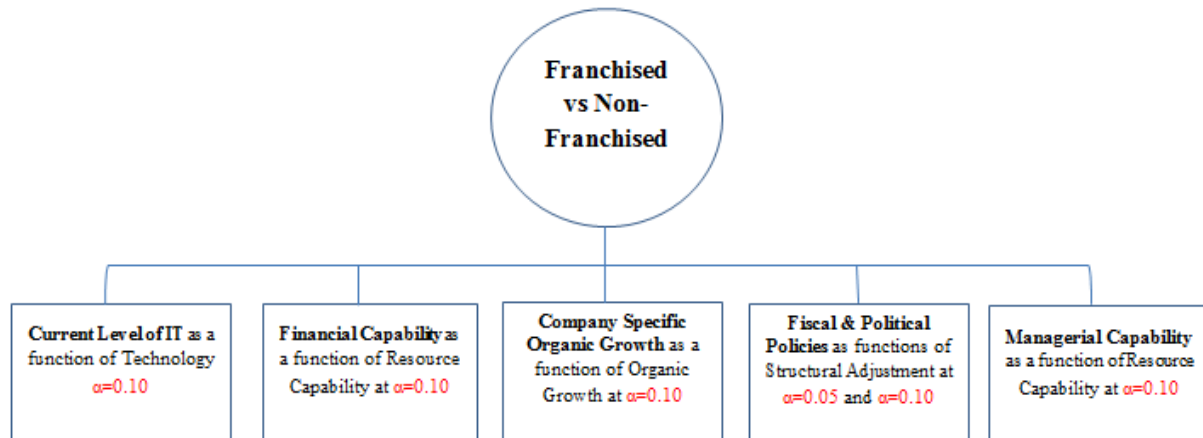 Franchised
vs Non-
Franchised
Current Level of IT as a
function of Technology
α=0.10
Financial Capability as
a function of Resource
Capability at α=0.10
Company Specific
Organic Growth as a
function of Organic
Growth at α=0.10
Fiscal & Political
Policies as functions of
Structural Adjustment at
α=0.05 and α=0.10
Managerial Capability
as a function of Resource
Capability at α=0.10